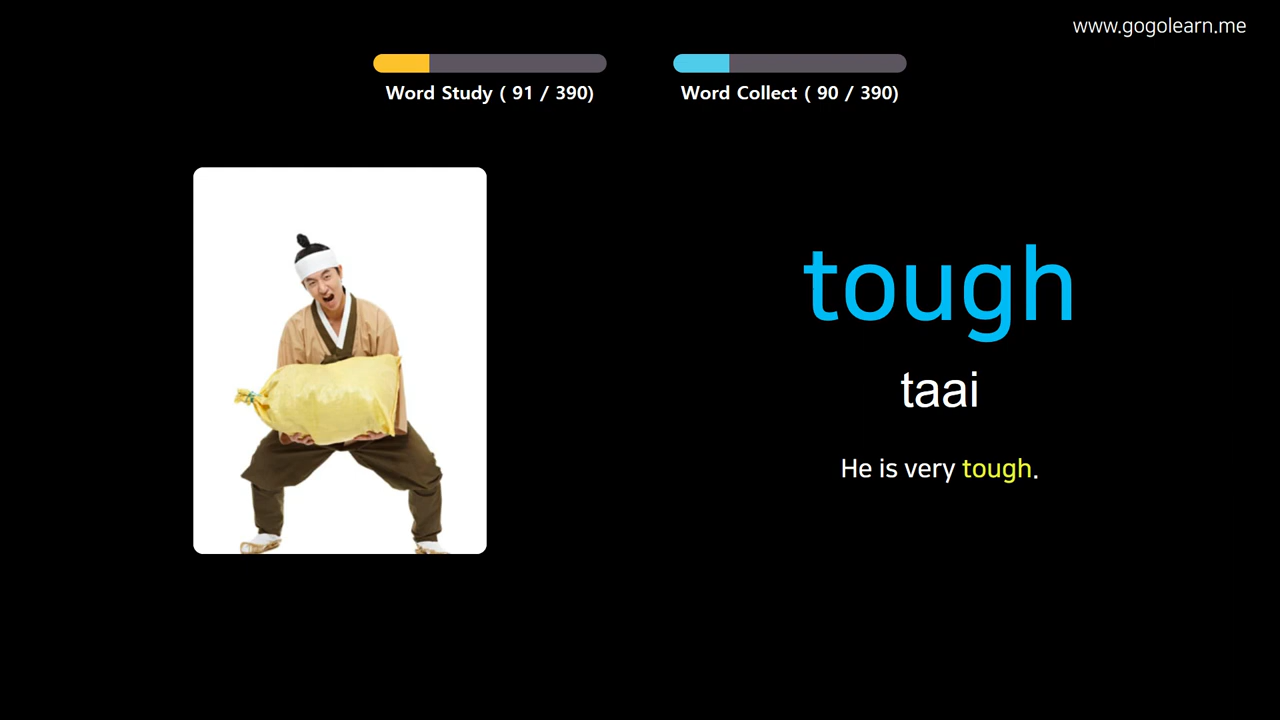 www.gogolearn.me
Word Study ( 91 / 390)
Word Collect ( 90 / 390)
tough
taai
He is very tough.